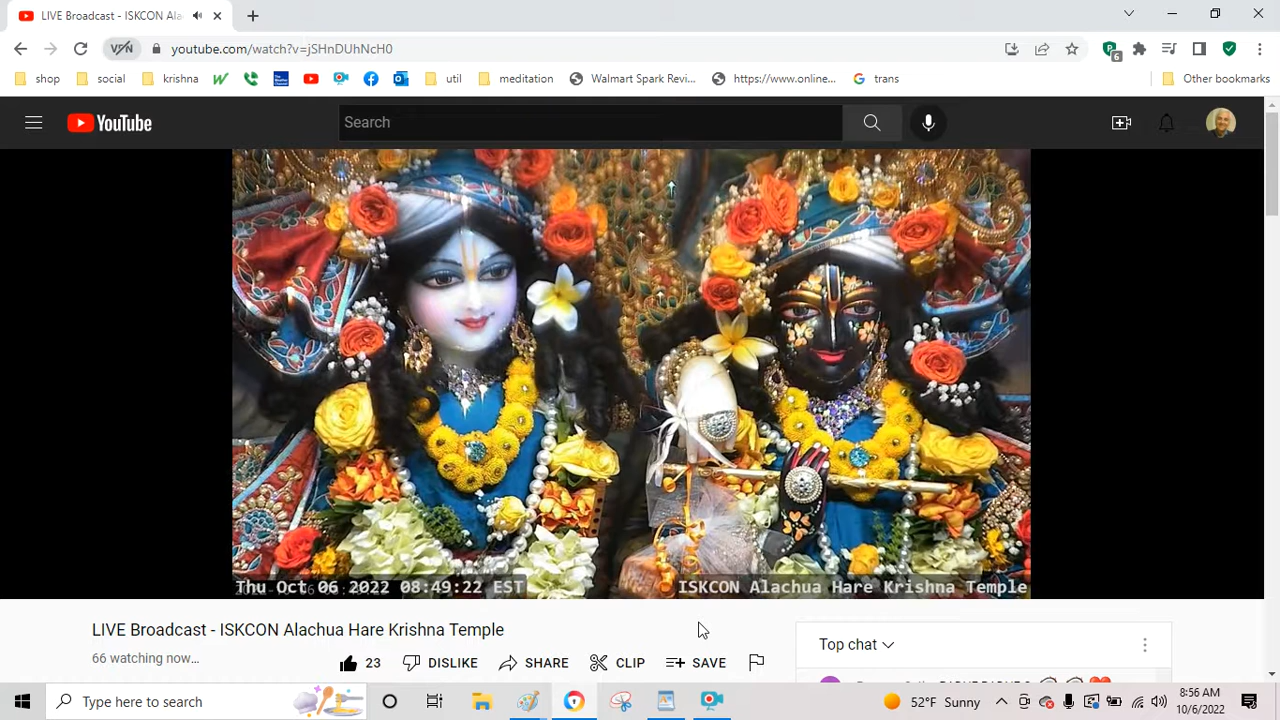 LIVE Broadcast - ISKCON Ala
youtube.com/watch?v=jSHnDUhNcH0
shop social krishna util meditation Walmart Spark Revi... https://www.online... trans Other bookmarks
6
YouTube
Search
Thu Oct 06 2022 08:49:22 EST ISKCON Alachua Hare Krishna Temple
LIVE Broadcast - ISKCON Alachua Hare Krishna Temple
66 watching now...
23 DISLIKE SHARE CLIP SAVE
Top chat
Type here to search
52°F Sunny
8:56 AM
10/6/2022